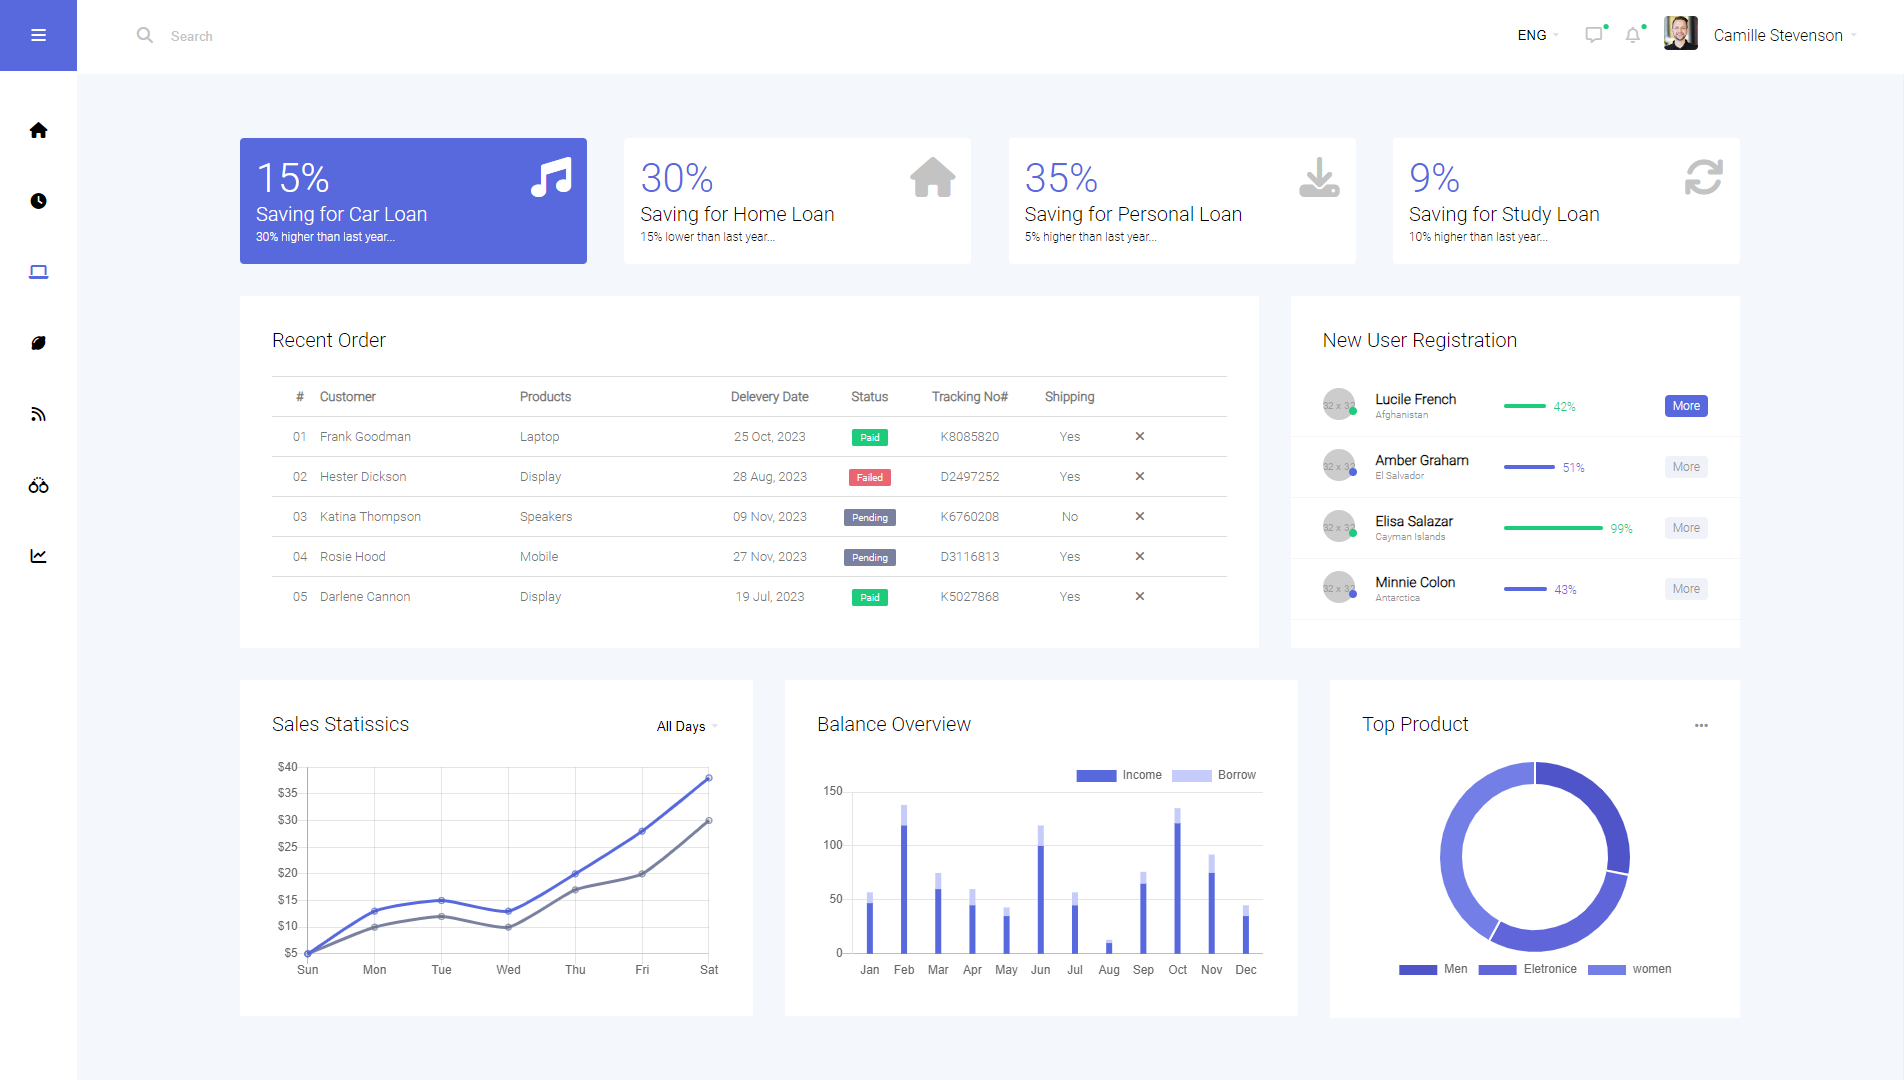 Search
ENG
Camille Stevenson
15%
Saving for Car Loan
30% higher than last year...
30%
Saving for Home Loan
15% lower than last year...
35%
Saving for Personal Loan
5% higher than last year...
9%
Saving for Study Loan
10% higher than last year...
Recent Order
# Customer Products Delevery Date Status Tracking No# Shipping
01 Frank Goodman Laptop 25 Oct, 2023 Paid K8085820 Yes
02 Hester Dickson Display 28 Aug, 2023 Failed D2497252 Yes
03 Katina Thompson Speakers 09 Nov, 2023 Pending K6760208 No
04 Rosie Hood Mobile 27 Nov, 2023 Pending D3116813 Yes
05 Darlene Cannon Display 19 Jul, 2023 Paid K5027868 Yes
New User Registration
32 x 32 Lucile French 42% More
Afghanistan
32 x 32 Amber Graham 51% More
El Salvador
32 x 32 Elisa Salazar 99% More
Cayman Islands
32 x 32 Minnie Colon 43% More
Antarctica
Sales Statissics
All Days
$40
$35
$30
$25
$20
$15
$10
$5
Sun Mon Tue Wed Thu Fri Sat
Balance Overview
Income Borrow
150
100
50
0
Jan Feb Mar Apr May Jun Jul Aug Sep Oct Nov Dec
Top Product
Men Eletronice women